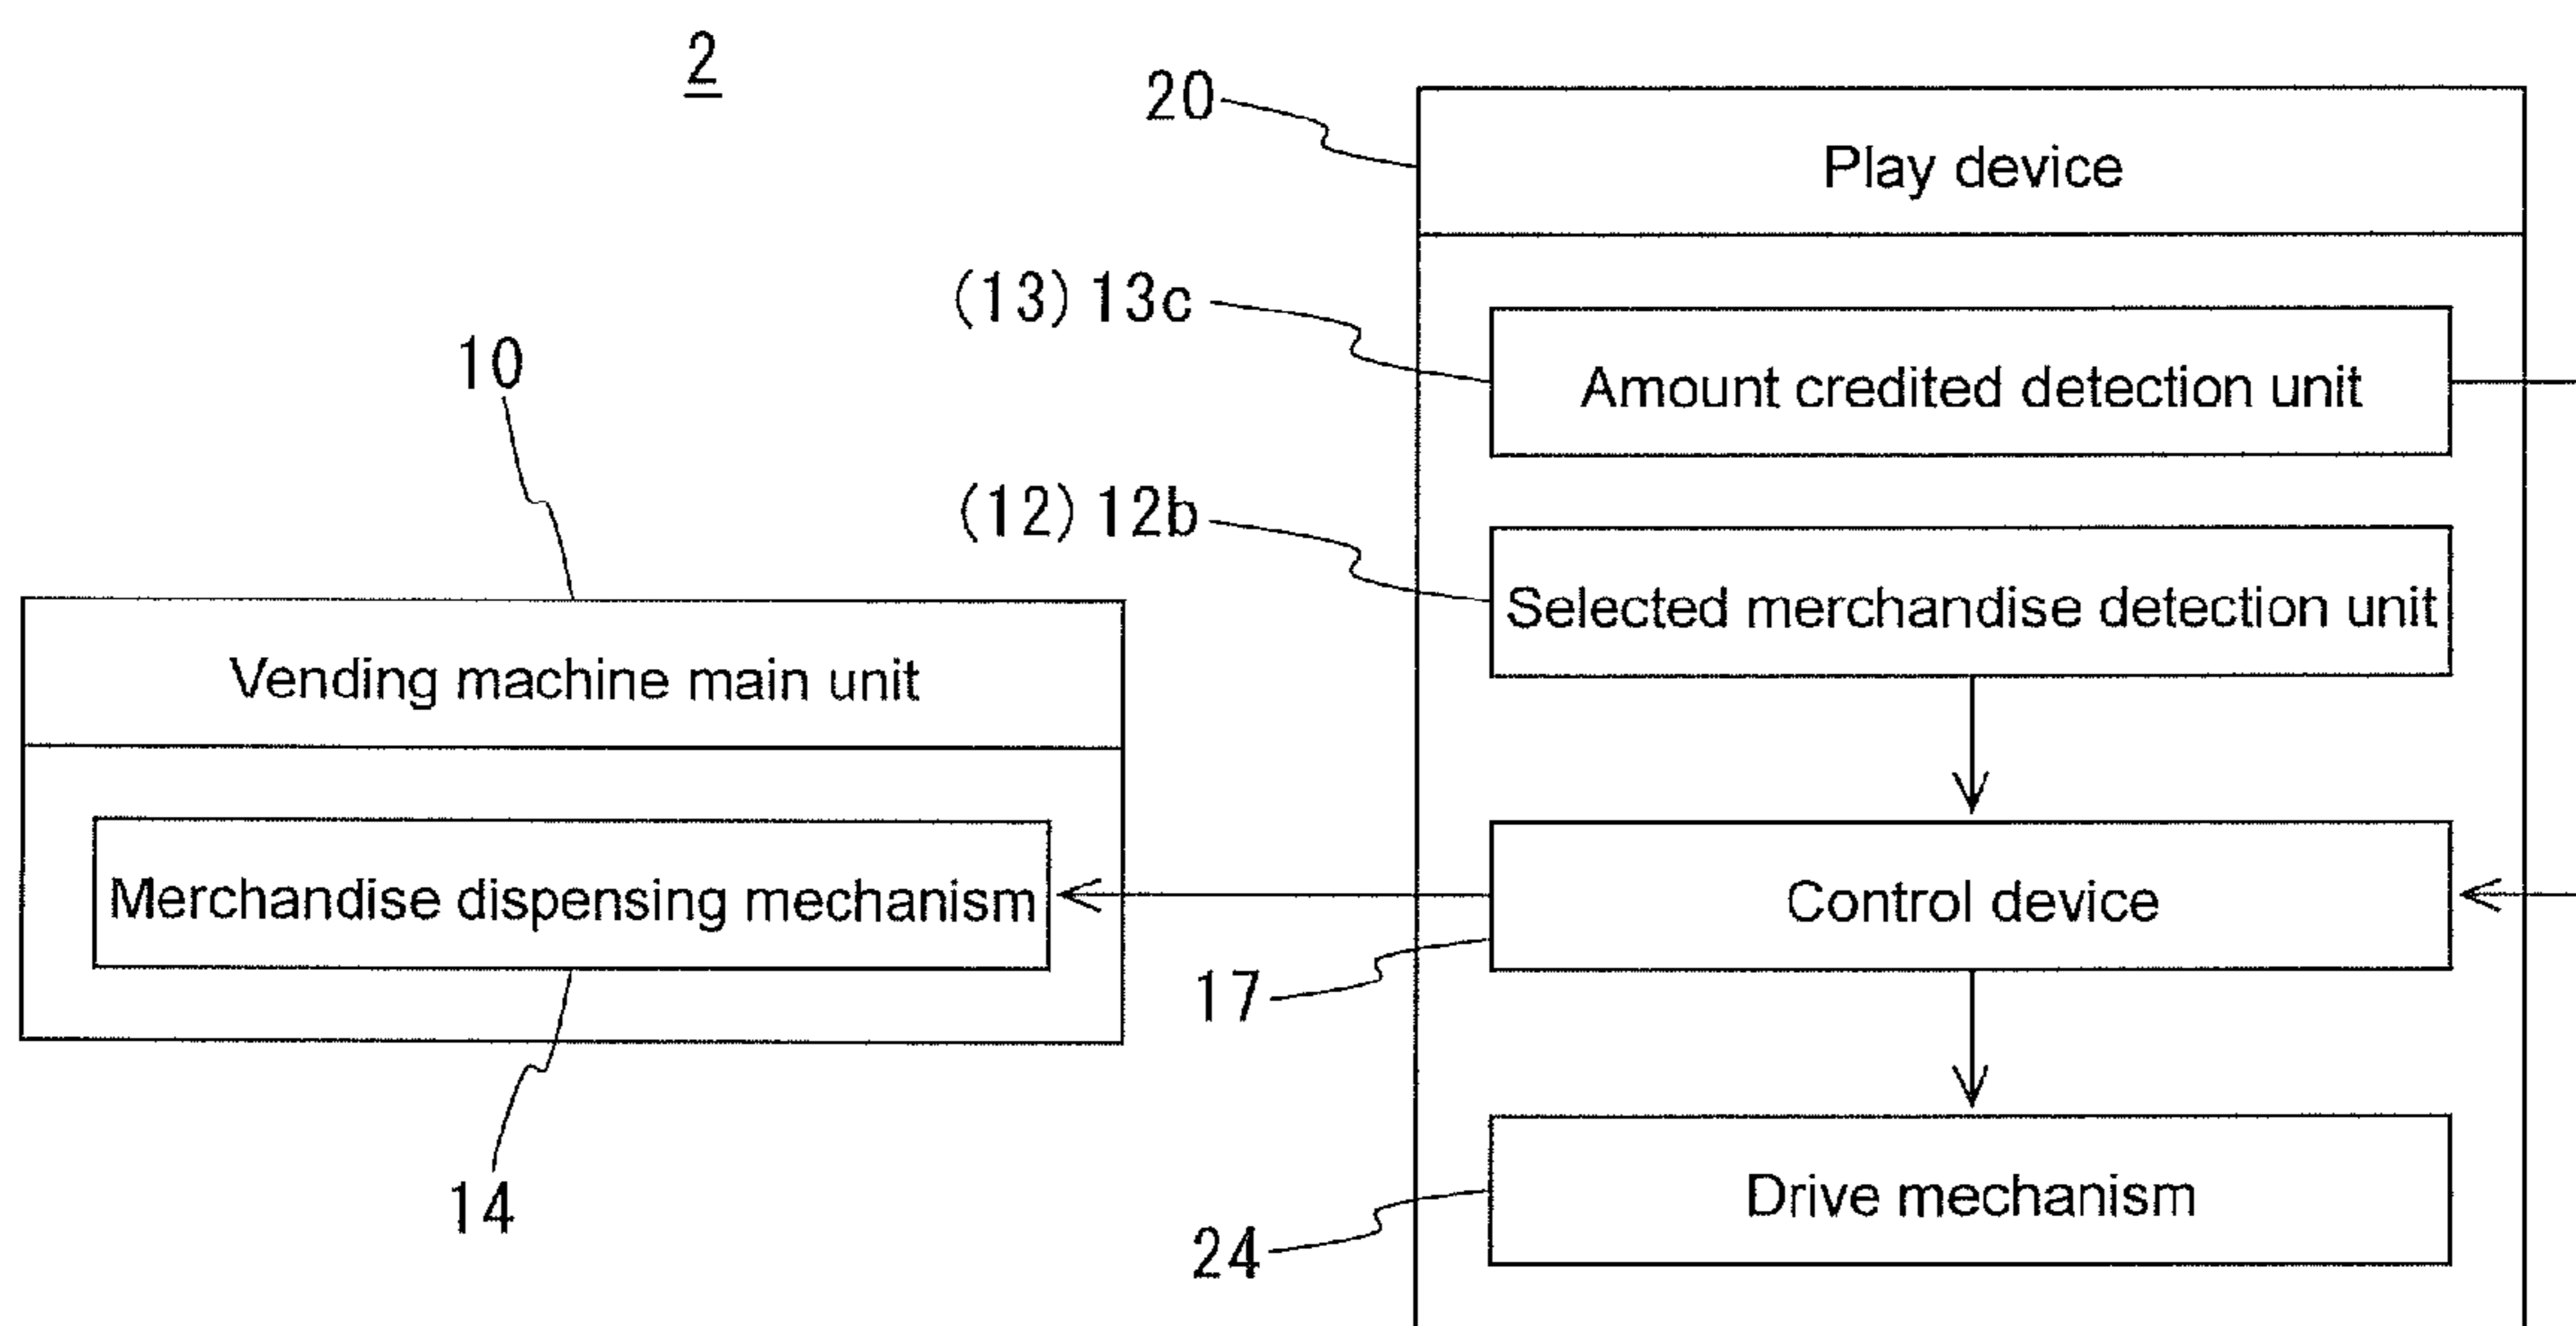 2
20
Play device
(13) 13c
Amount credited detection unit
10
(12) 12b
Selected merchandise detection unit
Vending machine main unit
Merchandise dispensing mechanism
Control device
17
14
24
Drive mechanism